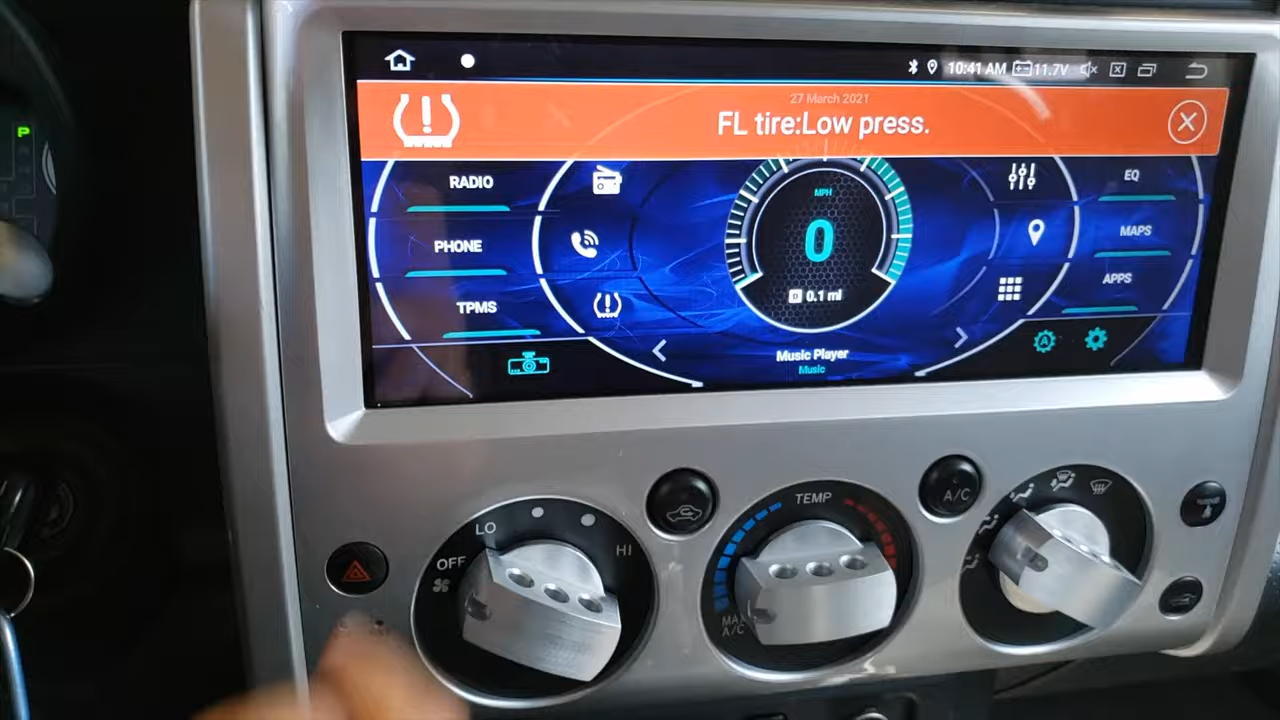 P
10:41 AM 11.7V
27 March 2021
FL tire:Low press.
RADIO
EQ
MPH
PHONE
0
MAPS
TPMS
D 0.1 ml
APPS
Music Player
Music
A
TEMP
A/C
LO
HI
OFF
MAX
A/C